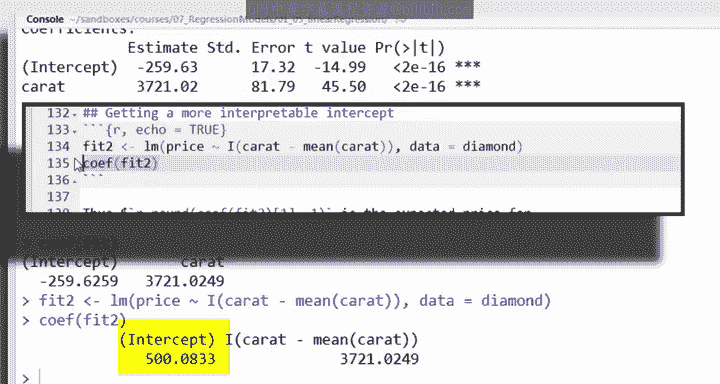 Console ~/sandboxes/courses/07_RegressionModels/01_03_linearRegression/
Coefficients:
Estimate Std. Error t value Pr(>|t|)
(Intercept) -259.63 17.32 -14.99 <2e-16 ***
carat 3721.02 81.79 45.50 <2e-16 ***
132 ## Getting a more interpretable intercept
133 ```{r, echo = TRUE}
134 fit2 <- lm(price ~ I(carat - mean(carat)), data = diamond)
135 coef(fit2)
136 ```
137
(Intercept) carat
-259.6259 3721.0249
> fit2 <- lm(price ~ I(carat - mean(carat)), data = diamond)
> coef(fit2)
(Intercept) I(carat - mean(carat))
500.0833 3721.0249
>